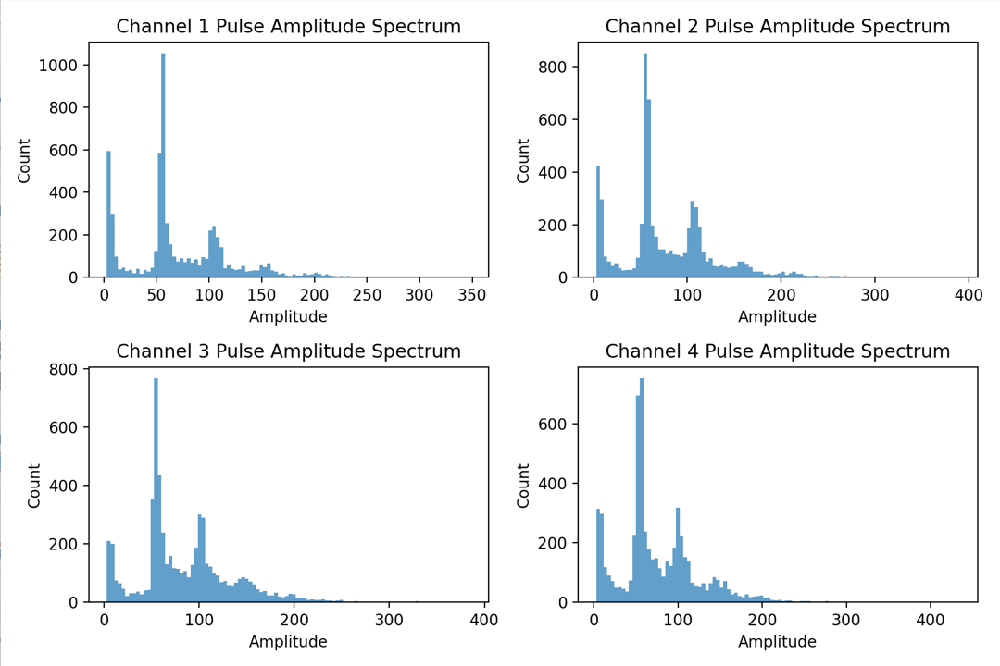 Channel 1 Pulse Amplitude Spectrum
Count
1000
800
600
400
200
0
0 50 100 150 200 250 300 350
Amplitude
Channel 2 Pulse Amplitude Spectrum
Count
800
600
400
200
0
0 100 200 300 400
Amplitude
Channel 3 Pulse Amplitude Spectrum
Count
800
600
400
200
0
0 100 200 300 400
Amplitude
Channel 4 Pulse Amplitude Spectrum
Count
600
400
200
0
0 100 200 300 400
Amplitude